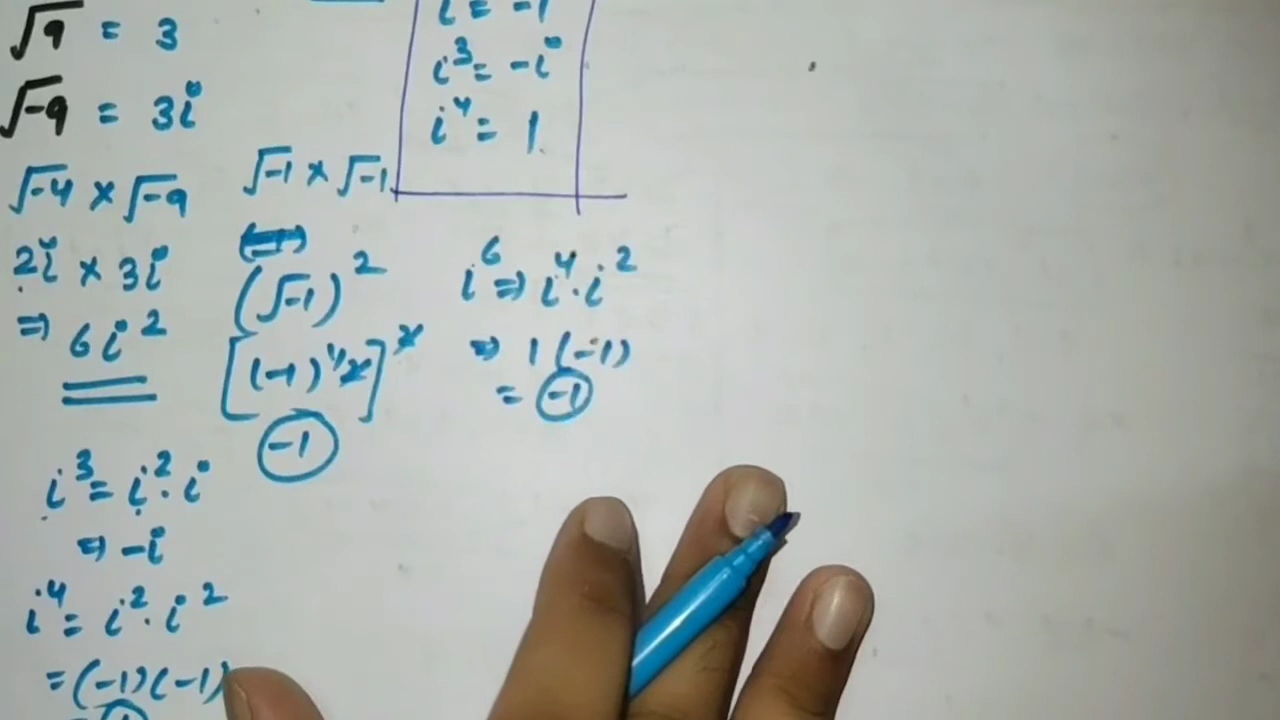 √9 = 3
√-9 = 3i
√-4 × √-9
2i × 3i
⇒ 6i²
i³ = i² · i
⇒ -i
i⁴ = i² · i²
= (-1)(-1)
√-1 × √-1
(√-1)²
[(-1)^1/2]^2
-1
i³ = -i
i⁴ = 1
i⁶ ⇒ i⁴ · i²
⇒ 1(-1)
= -1